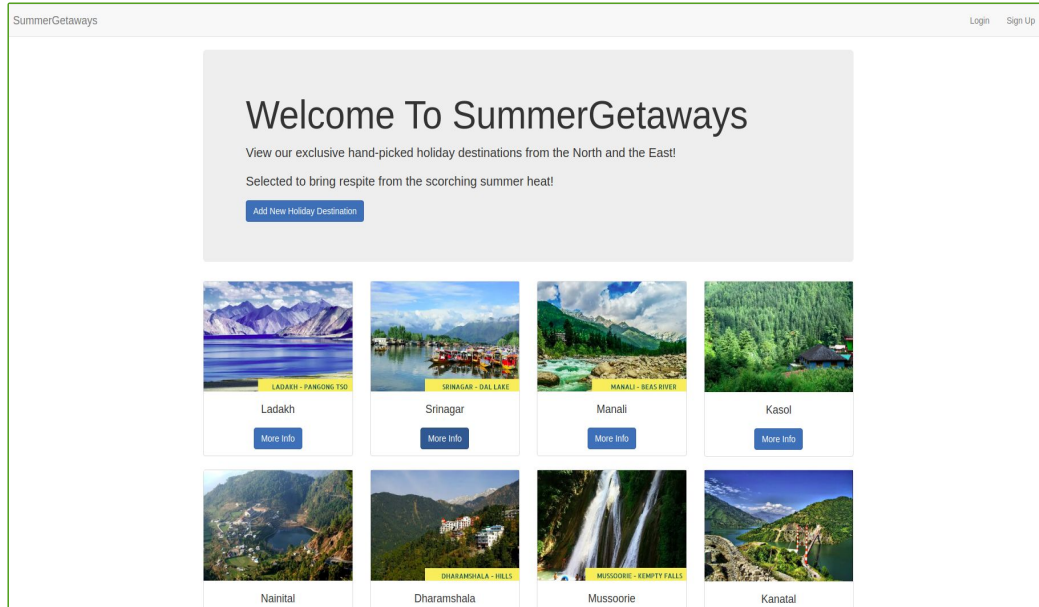 SummerGetaways
Login Sign Up
Welcome To SummerGetaways
View our exclusive hand-picked holiday destinations from the North and the East!
Selected to bring respite from the scorching summer heat!
Add New Holiday Destination
LADAKH - PANGONG TSO
SRINAGAR - DAL LAKE
MANALI - BEAS RIVER
Ladakh
Srinagar
Manali
Kasol
More Info
More Info
More Info
More Info
DHARAMSHALA - HILLS
MUSSOORIE - KEMPTY FALLS
Nainital
Dharamshala
Mussoorie
Kanatal